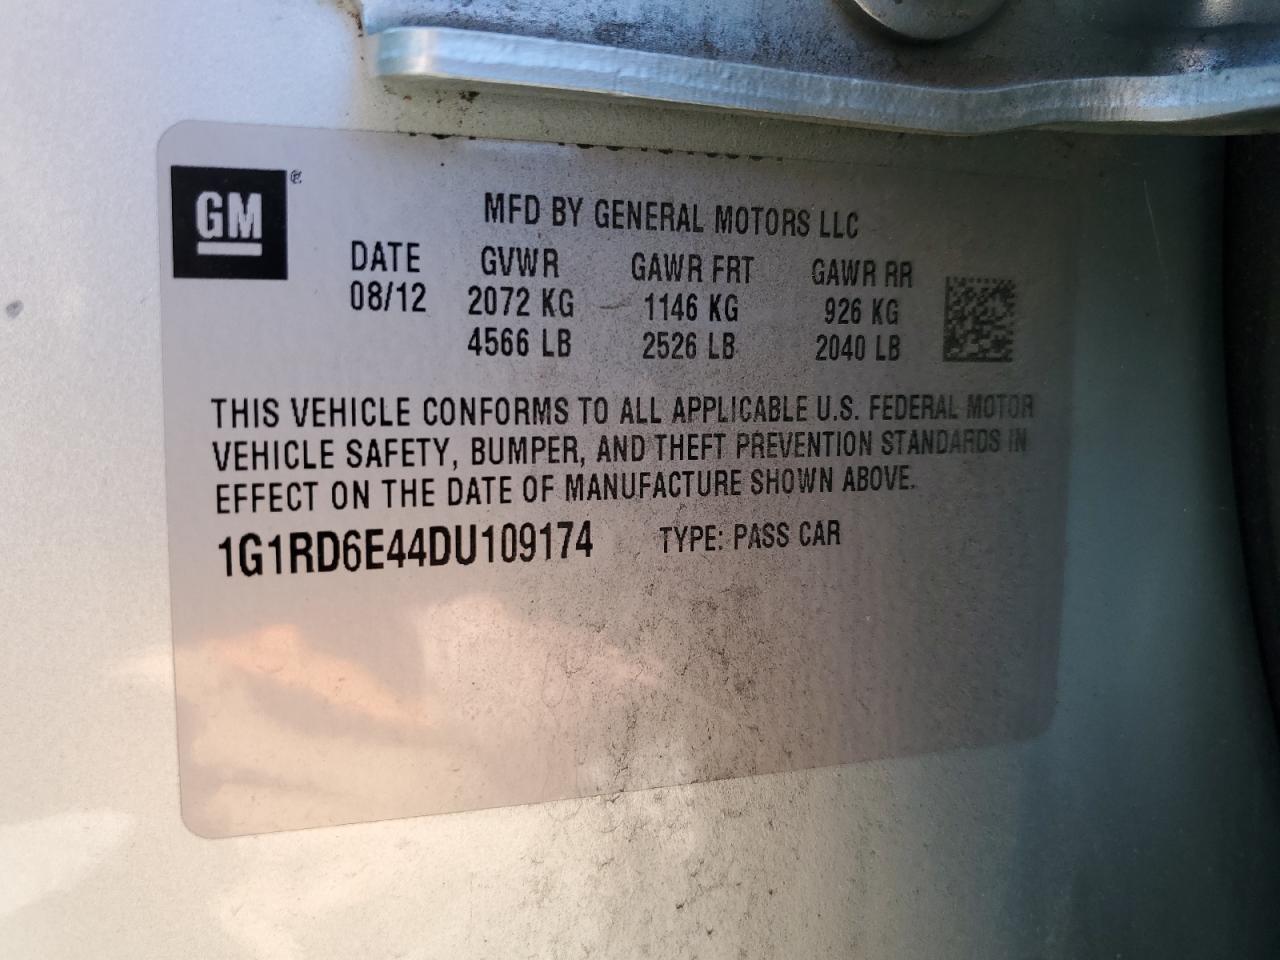 GM ®
MFD BY GENERAL MOTORS LLC
DATE GVWR GAWR FRT GAWR RR
08/12 2072 KG 1146 KG 926 KG
4566 LB 2526 LB 2040 LB
THIS VEHICLE CONFORMS TO ALL APPLICABLE U.S. FEDERAL MOTOR
VEHICLE SAFETY, BUMPER, AND THEFT PREVENTION STANDARDS IN
EFFECT ON THE DATE OF MANUFACTURE SHOWN ABOVE.
1G1RD6E44DU109174 TYPE: PASS CAR